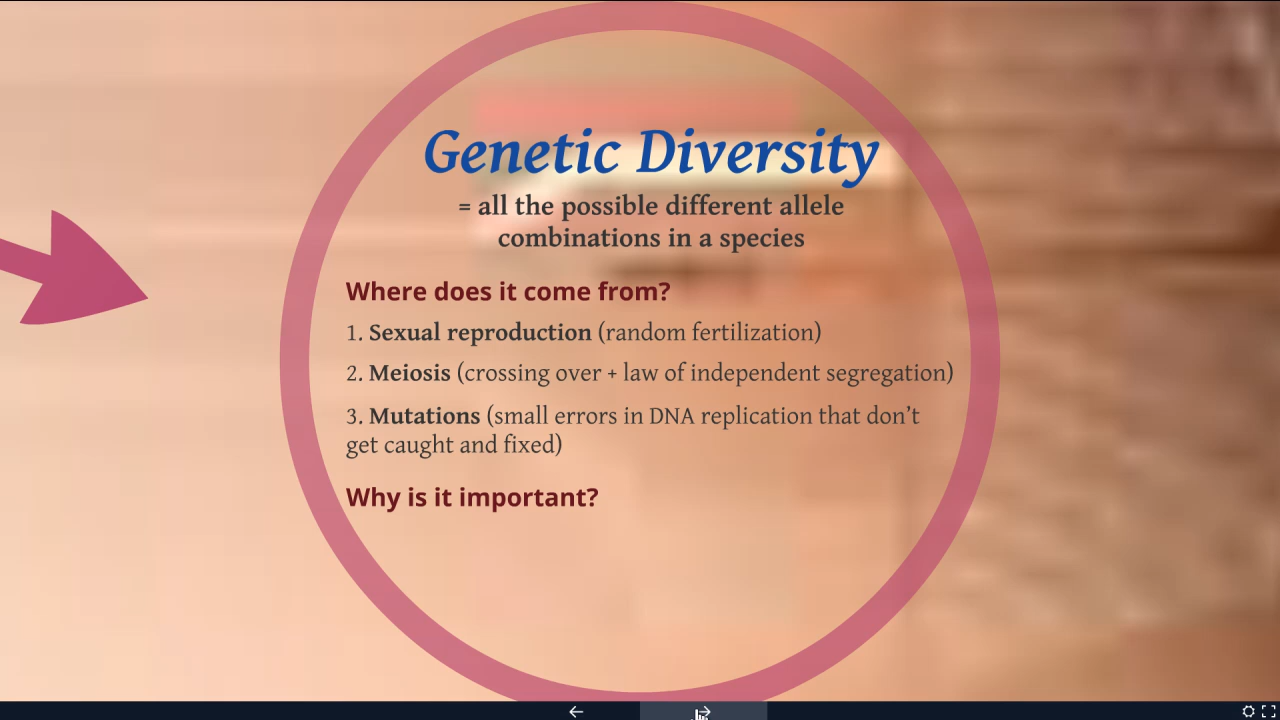 Genetic Diversity
= all the possible different allele
combinations in a species
Where does it come from?
1. Sexual reproduction (random fertilization)
2. Meiosis (crossing over + law of independent segregation)
3. Mutations (small errors in DNA replication that don’t
get caught and fixed)
Why is it important?